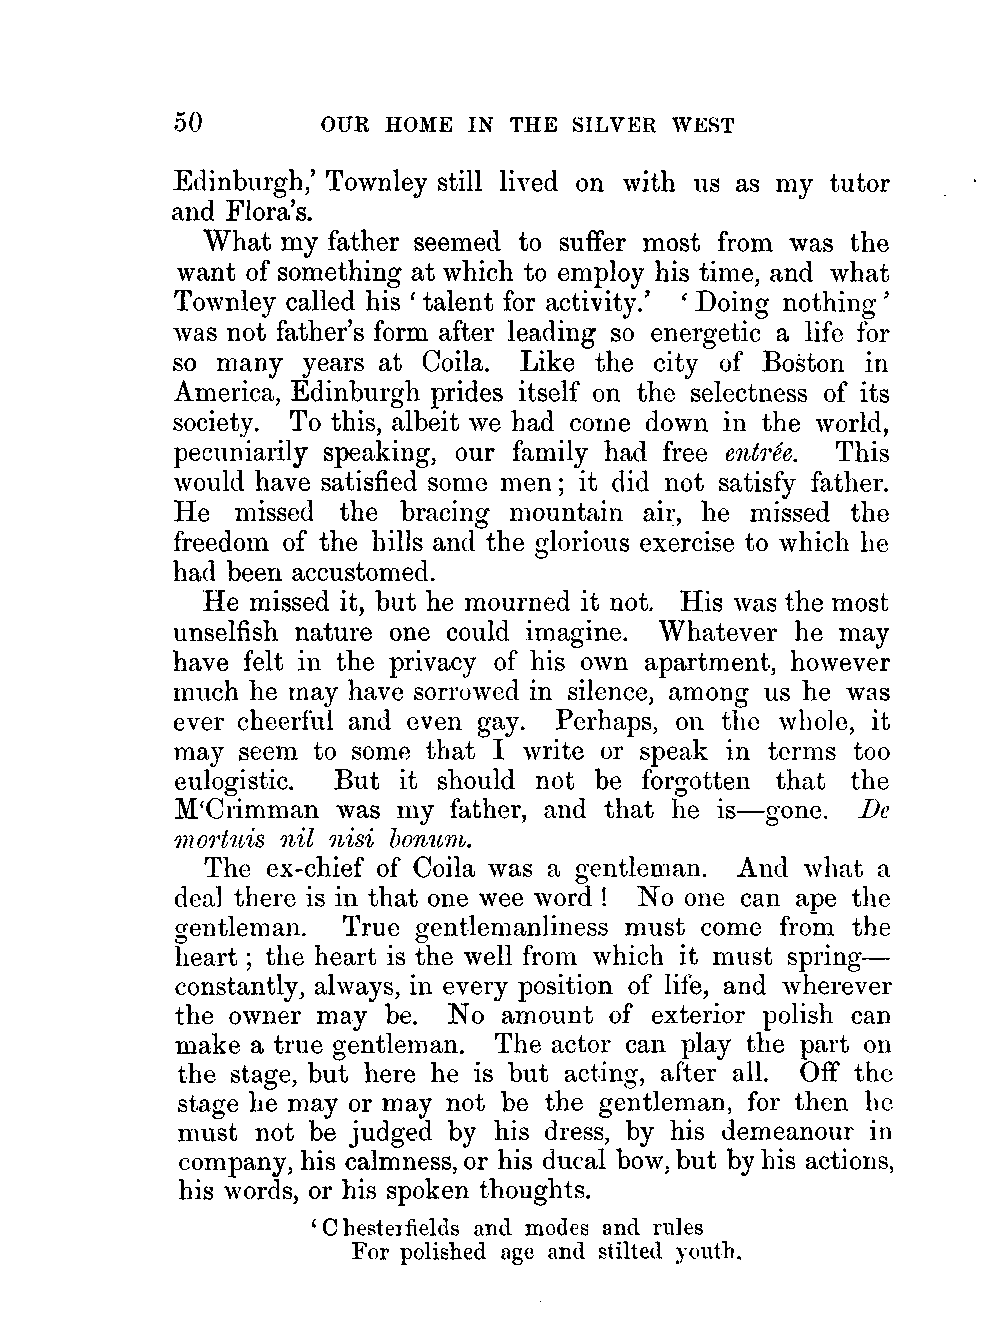 50 OUR HOME IN THE SILVER WEST
Edinburgh,’ Townley still lived on with us as my tutor
and Flora’s.
What my father seemed to suffer most from was the
want of something at which to employ his time, and what
Townley called his ‘talent for activity.’ ‘Doing nothing’
was not father’s form after leading so energetic a life for
so many years at Coila. Like the city of Boston in
America, Edinburgh prides itself on the selectness of its
society. To this, albeit we had come down in the world,
pecuniarily speaking, our family had free entrée. This
would have satisfied some men; it did not satisfy father.
He missed the bracing mountain air, he missed the
freedom of the hills and the glorious exercise to which he
had been accustomed.
He missed it, but he mourned it not. His was the most
unselfish nature one could imagine. Whatever he may
have felt in the privacy of his own apartment, however
much he may have sorrowed in silence, among us he was
ever cheerful and even gay. Perhaps, on the whole, it
may seem to some that I write or speak in terms too
eulogistic. But it should not be forgotten that the
M‘Crimman was my father, and that he is—gone. De
mortuis nil nisi bonum.
The ex-chief of Coila was a gentleman. And what a
deal there is in that one wee word! No one can ape the
gentleman. True gentlemanliness must come from the
heart; the heart is the well from which it must spring—
constantly, always, in every position of life, and wherever
the owner may be. No amount of exterior polish can
make a true gentleman. The actor can play the part on
the stage, but here he is but acting, after all. Off the
stage he may or may not be the gentleman, for then he
must not be judged by his dress, by his demeanour in
company, his calmness, or his ducal bow, but by his actions,
his words, or his spoken thoughts.
‘Chesterfields and modes and rules
For polished age and stilted youth.